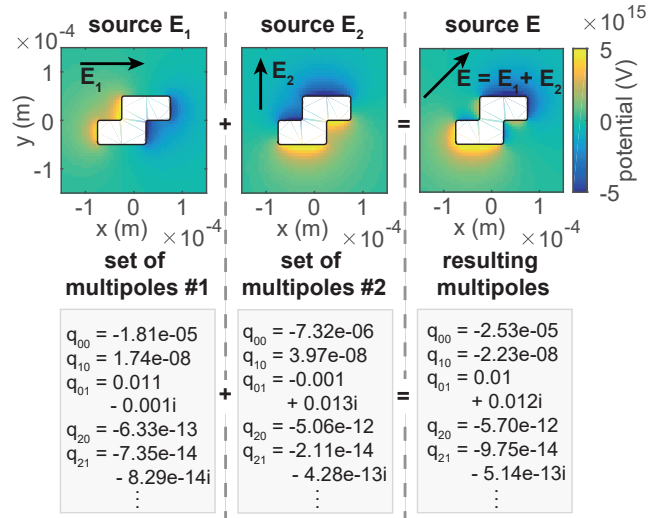 source E1
source E2
source E
× 10^15
× 10^-4
1
0
-1
y (m)
E1
E2
E = E1 + E2
+
=
5
0
-5
potential (V)
-1 0 1
-1 0 1
-1 0 1
x (m)
x (m)
x (m)
× 10^-4
× 10^-4
× 10^-4
set of
multipoles #1
set of
multipoles #2
resulting
multipoles
q00 = -1.81e-05
q10 = 1.74e-08
q01 = 0.011
- 0.001i
q20 = -6.33e-13
q21 = -7.35e-14
- 8.29e-14i
⋮
+
q00 = -7.32e-06
q10 = 3.97e-08
q01 = -0.001
+ 0.013i
q20 = -5.06e-12
q21 = -2.11e-14
- 4.28e-13i
⋮
=
q00 = -2.53e-05
q10 = -2.23e-08
q01 = 0.01
+ 0.012i
q20 = -5.70e-12
q21 = -9.75e-14
- 5.14e-13i
⋮